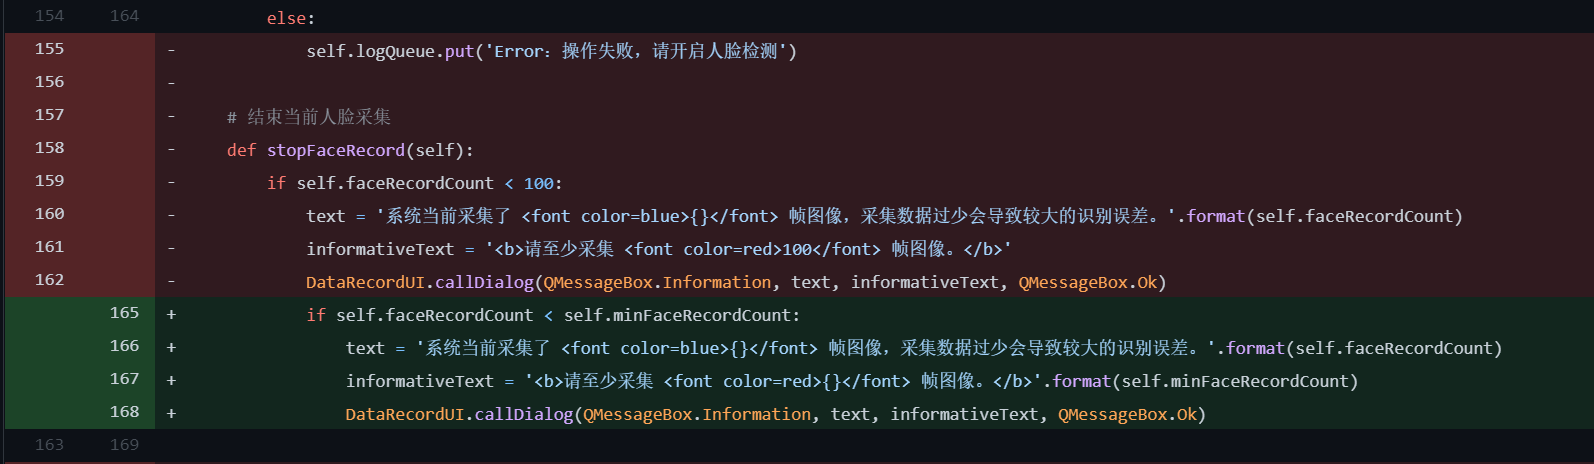 154 164 else:
155 - self.logQueue.put('Error：操作失败，请开启人脸检测')
156 -
157 - # 结束当前人脸采集
158 - def stopFaceRecord(self):
159 - if self.faceRecordCount < 100:
160 - text = '系统当前采集了 <font color=blue>{}</font> 帧图像，采集数据过少会导致较大的识别误差。'.format(self.faceRecordCount)
161 - informativeText = '<b>请至少采集 <font color=red>100</font> 帧图像。</b>'
162 - DataRecordUI.callDialog(QMessageBox.Information, text, informativeText, QMessageBox.Ok)
165 + if self.faceRecordCount < self.minFaceRecordCount:
166 + text = '系统当前采集了 <font color=blue>{}</font> 帧图像，采集数据过少会导致较大的识别误差。'.format(self.faceRecordCount)
167 + informativeText = '<b>请至少采集 <font color=red>{}</font> 帧图像。</b>'.format(self.minFaceRecordCount)
168 + DataRecordUI.callDialog(QMessageBox.Information, text, informativeText, QMessageBox.Ok)
163 169